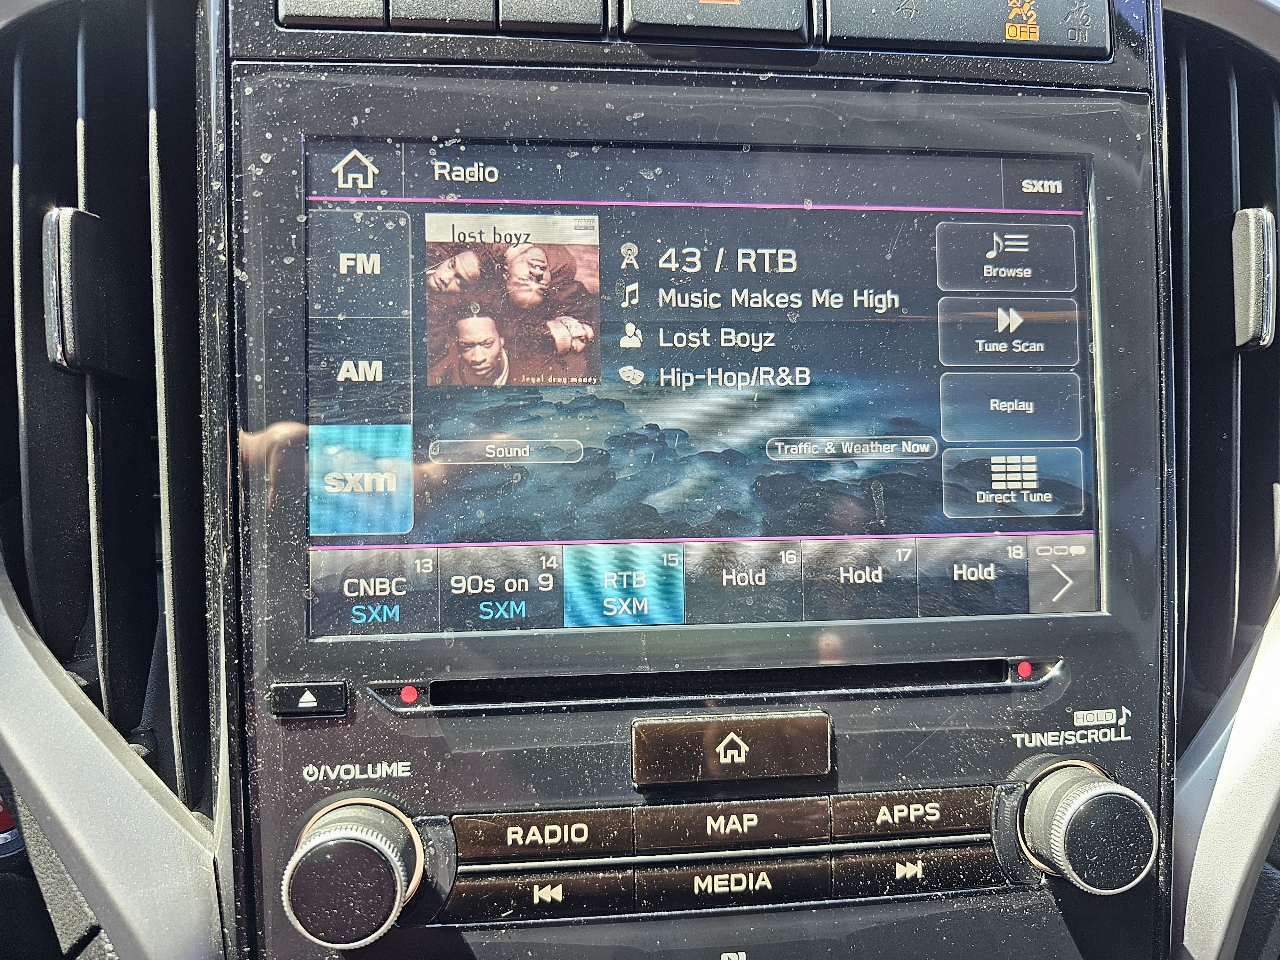 OFF
ON
Radio
sxm
FM
AM
sxm
lost boyz
legal drug money
43 / RTB
Music Makes Me High
Lost Boyz
Hip-Hop/R&B
Sound
Traffic & Weather Now
Browse
Tune Scan
Replay
Direct Tune
13
CNBC
SXM
14
90s on 9
SXM
15
RTB
SXM
16
Hold
17
Hold
18
Hold
/VOLUME
HOLD
TUNE/SCROLL
RADIO
MAP
APPS
MEDIA